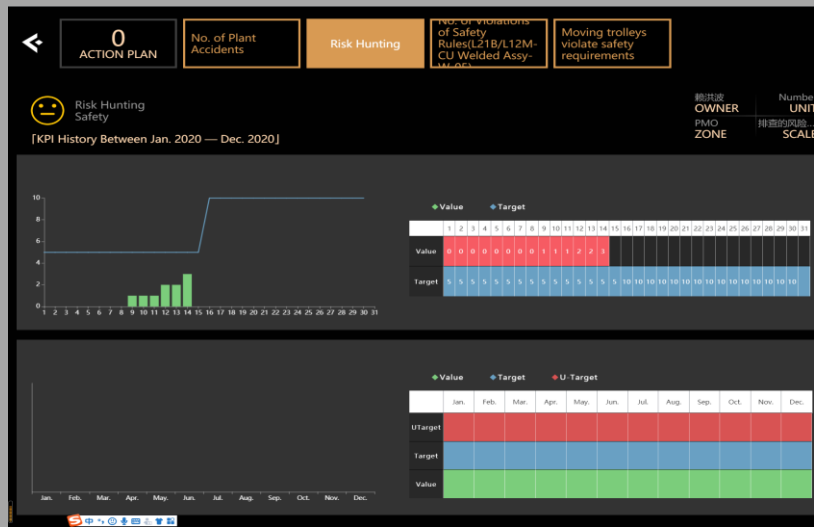 0
ACTION PLAN
No. of Plant
Accidents
Risk Hunting
No. of Violations
of Safety
Rules(L21B/L12M-
CU Welded Assy-
W-05)
Moving trolleys
violate safety
requirements
Risk Hunting
Safety
赖洪波
OWNER
Numbe
UNIT
PMO
ZONE
排查的风险...
SCALE
「KPI History Between Jan. 2020 — Dec. 2020」
10
8
6
4
2
0
1 2 3 4 5 6 7 8 9 10 11 12 13 14 15 16 17 18 19 20 21 22 23 24 25 26 27 28 29 30 31
Value Target
1 2 3 4 5 6 7 8 9 10 11 12 13 14 15 16 17 18 19 20 21 22 23 24 25 26 27 28 29 30 31
Value 0 0 0 0 0 0 0 0 1 1 1 2 2 3
Target 5 5 5 5 5 5 5 5 5 5 5 5 5 5 5 10 10 10 10 10 10 10 10 10 10 10 10 10 10 10
Jan. Feb. Mar. Apr. May. Jun. Jul. Aug. Sep. Oct. Nov. Dec.
Value Target U-Target
Jan. Feb. Mar. Apr. May. Jun. Jul. Aug. Sep. Oct. Nov. Dec.
UTarget
Target
Value
中